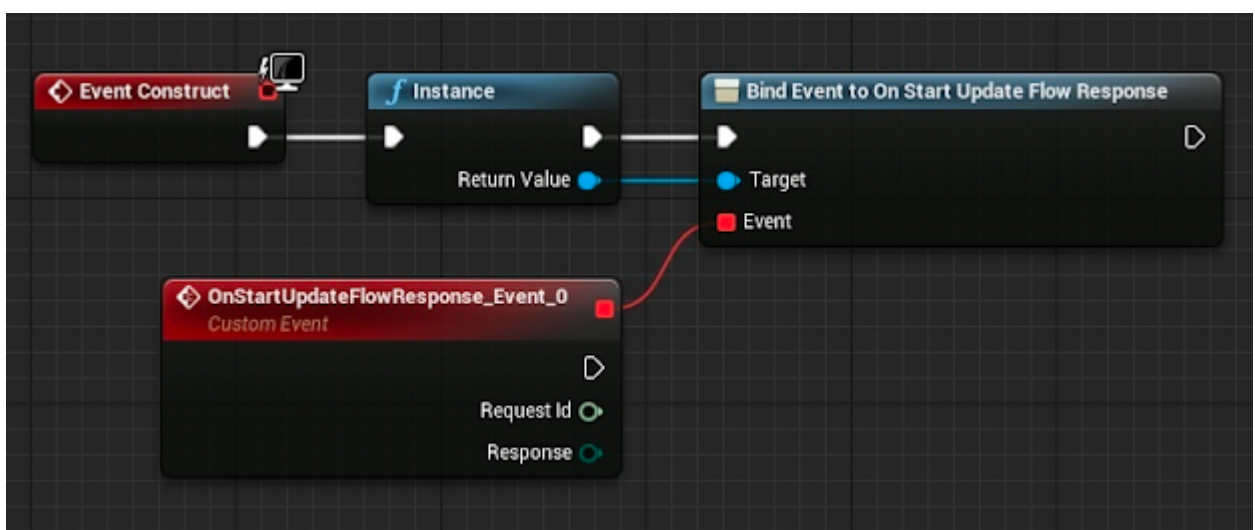 Event Construct
f Instance
Bind Event to On Start Update Flow Response
Return Value
Target
Event
OnStartUpdateFlowResponse_Event_0
Custom Event
Request Id
Response